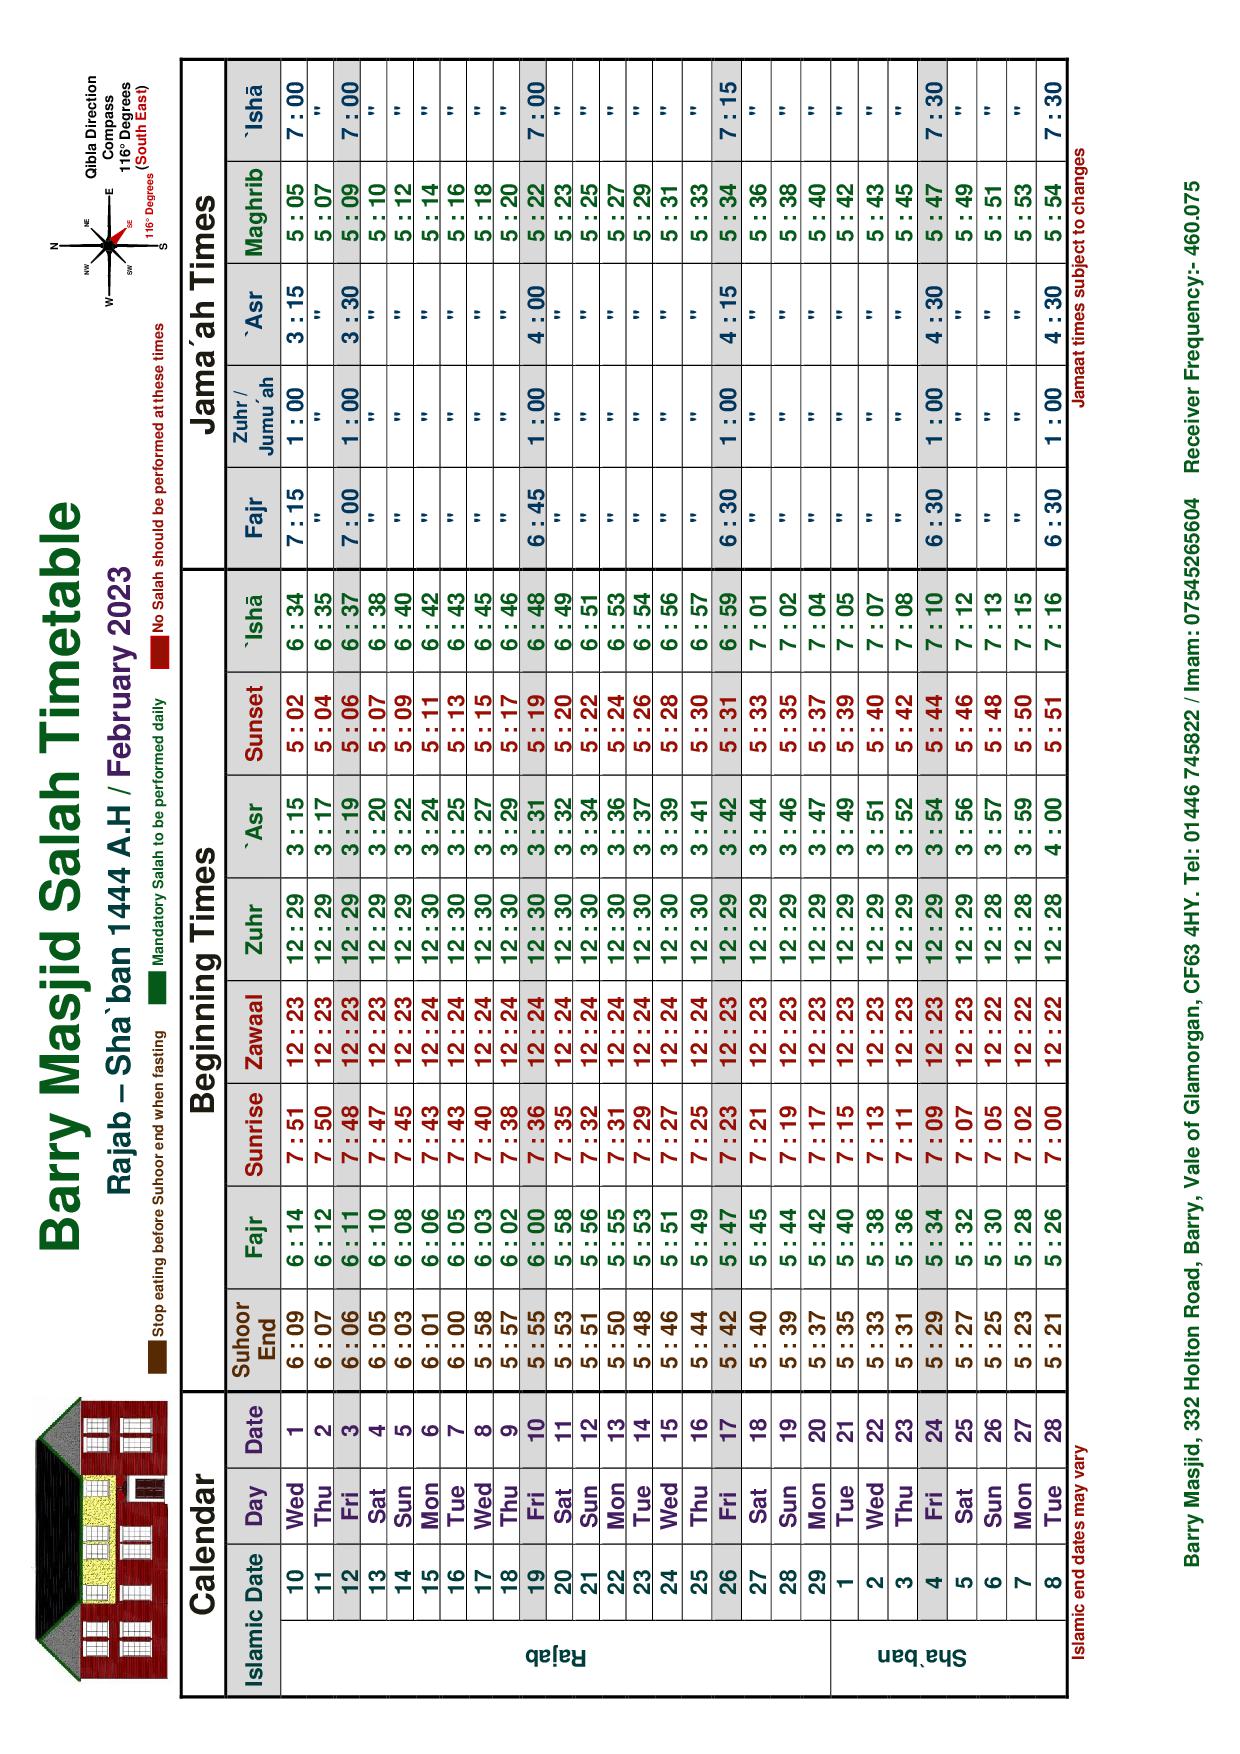 Barry Masjid Salah Timetable
Rajab – Sha`ban 1444 A.H / February 2023
Stop eating before Suhoor end when fasting Mandatory Salah to be performed daily No Salah should be performed at these times
N
NW NE
W E
SW SE
S
116° Degrees
Qibla Direction
Compass
116° Degrees
(South East)
Calendar Beginning Times Jama´ah Times
Islamic Date Day Date Suhoor End Fajr Sunrise Zawaal Zuhr `Asr Sunset `Ishā Fajr Zuhr / Jumu´ah `Asr Maghrib `Ishā
Rajab
10 Wed 1 6 : 09 6 : 14 7 : 51 12 : 23 12 : 29 3 : 15 5 : 02 6 : 34 7 : 15 1 : 00 3 : 15 5 : 05 7 : 00
11 Thu 2 6 : 07 6 : 12 7 : 50 12 : 23 12 : 29 3 : 17 5 : 04 6 : 35 " " " 5 : 07 "
12 Fri 3 6 : 06 6 : 11 7 : 48 12 : 23 12 : 29 3 : 19 5 : 06 6 : 37 7 : 00 1 : 00 3 : 30 5 : 09 7 : 00
13 Sat 4 6 : 05 6 : 10 7 : 47 12 : 23 12 : 29 3 : 20 5 : 07 6 : 38 " " " 5 : 10 "
14 Sun 5 6 : 03 6 : 08 7 : 45 12 : 23 12 : 29 3 : 22 5 : 09 6 : 40 " " " 5 : 12 "
15 Mon 6 6 : 01 6 : 06 7 : 43 12 : 24 12 : 30 3 : 24 5 : 11 6 : 42 " " " 5 : 14 "
16 Tue 7 6 : 00 6 : 05 7 : 43 12 : 24 12 : 30 3 : 25 5 : 13 6 : 43 " " " 5 : 16 "
17 Wed 8 5 : 58 6 : 03 7 : 40 12 : 24 12 : 30 3 : 27 5 : 15 6 : 45 " " " 5 : 18 "
18 Thu 9 5 : 57 6 : 02 7 : 38 12 : 24 12 : 30 3 : 29 5 : 17 6 : 46 " " " 5 : 20 "
19 Fri 10 5 : 55 6 : 00 7 : 36 12 : 24 12 : 30 3 : 31 5 : 19 6 : 48 6 : 45 1 : 00 4 : 00 5 : 22 7 : 00
20 Sat 11 5 : 53 5 : 58 7 : 35 12 : 24 12 : 30 3 : 32 5 : 20 6 : 49 " " " 5 : 23 "
21 Sun 12 5 : 51 5 : 56 7 : 32 12 : 24 12 : 30 3 : 34 5 : 22 6 : 51 " " " 5 : 25 "
22 Mon 13 5 : 50 5 : 55 7 : 31 12 : 24 12 : 30 3 : 36 5 : 24 6 : 53 " " " 5 : 27 "
23 Tue 14 5 : 48 5 : 53 7 : 29 12 : 24 12 : 30 3 : 37 5 : 26 6 : 54 " " " 5 : 29 "
24 Wed 15 5 : 46 5 : 51 7 : 27 12 : 24 12 : 30 3 : 39 5 : 28 6 : 56 " " " 5 : 31 "
25 Thu 16 5 : 44 5 : 49 7 : 25 12 : 24 12 : 30 3 : 41 5 : 30 6 : 57 " " " 5 : 33 "
26 Fri 17 5 : 42 5 : 47 7 : 23 12 : 23 12 : 29 3 : 42 5 : 31 6 : 59 6 : 30 1 : 00 4 : 15 5 : 34 7 : 15
27 Sat 18 5 : 40 5 : 45 7 : 21 12 : 23 12 : 29 3 : 44 5 : 33 7 : 01 " " " 5 : 36 "
28 Sun 19 5 : 39 5 : 44 7 : 19 12 : 23 12 : 29 3 : 46 5 : 35 7 : 02 " " " 5 : 38 "
29 Mon 20 5 : 37 5 : 42 7 : 17 12 : 23 12 : 29 3 : 47 5 : 37 7 : 04 " " " 5 : 40 "
Sha`ban
1 Tue 21 5 : 35 5 : 40 7 : 15 12 : 23 12 : 29 3 : 49 5 : 39 7 : 05 " " " 5 : 42 "
2 Wed 22 5 : 33 5 : 38 7 : 13 12 : 23 12 : 29 3 : 51 5 : 40 7 : 07 " " " 5 : 43 "
3 Thu 23 5 : 31 5 : 36 7 : 11 12 : 23 12 : 29 3 : 52 5 : 42 7 : 08 " " " 5 : 45 "
4 Fri 24 5 : 29 5 : 34 7 : 09 12 : 23 12 : 29 3 : 54 5 : 44 7 : 10 6 : 30 1 : 00 4 : 30 5 : 47 7 : 30
5 Sat 25 5 : 27 5 : 32 7 : 07 12 : 23 12 : 29 3 : 56 5 : 46 7 : 12 " " " 5 : 49 "
6 Sun 26 5 : 25 5 : 30 7 : 05 12 : 22 12 : 28 3 : 57 5 : 48 7 : 13 " " " 5 : 51 "
7 Mon 27 5 : 23 5 : 28 7 : 02 12 : 22 12 : 28 3 : 59 5 : 50 7 : 15 " " " 5 : 53 "
8 Tue 28 5 : 21 5 : 26 7 : 00 12 : 22 12 : 28 4 : 00 5 : 51 7 : 16 6 : 30 1 : 00 4 : 30 5 : 54 7 : 30
Islamic end dates may vary Jamaat times subject to changes
Barry Masjid, 332 Holton Road, Barry, Vale of Glamorgan, CF63 4HY. Tel: 01446 745822 / Imam: 07545265604 Receiver Frequency:- 460.075